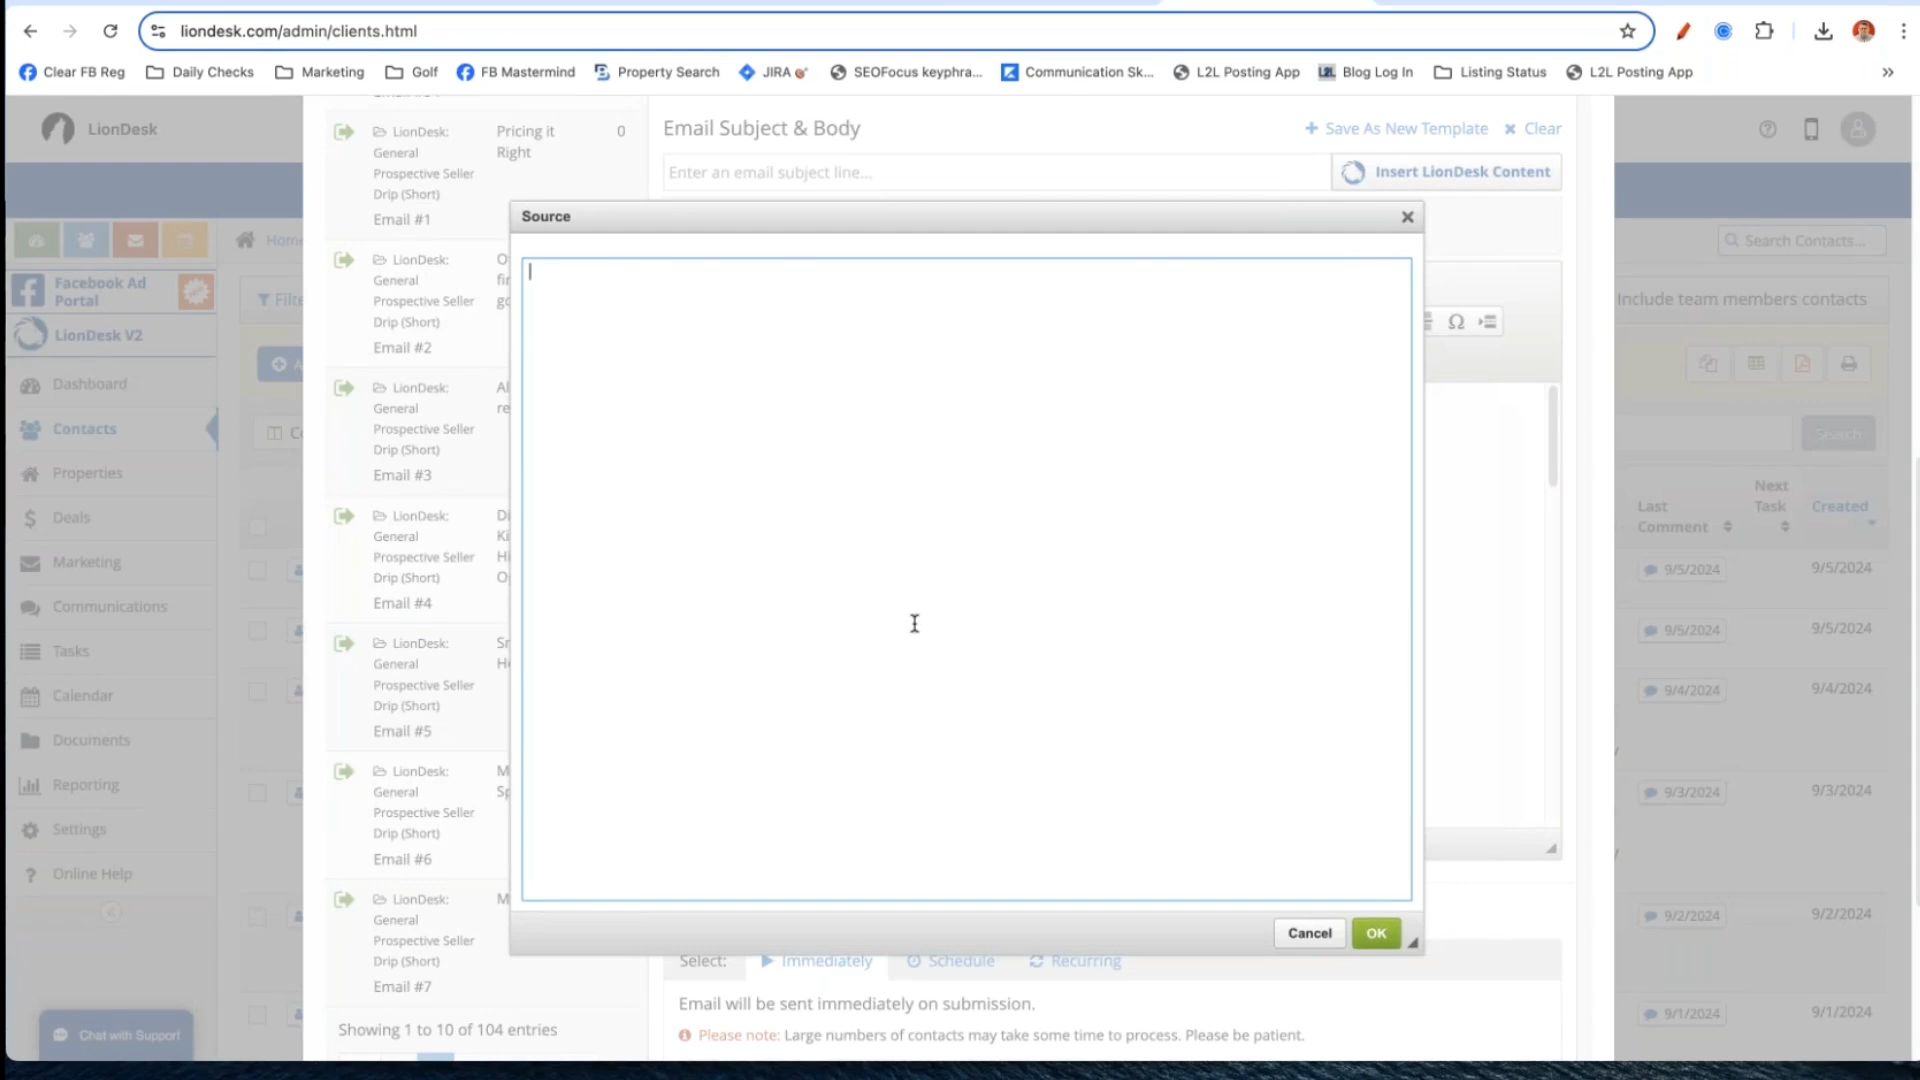 liondesk.com/admin/clients.html
Clear FB Reg
Daily Checks
Marketing
Golf
FB Mastermind
Property Search
JIRA
SEOFocus keyphra...
Communication Sk...
L2L Posting App
Blog Log In
Listing Status
L2L Posting App
LionDesk
Home
Search Contacts...
Facebook Ad
Portal
LionDesk V2
Dashboard
Contacts
Properties
Deals
Marketing
Communications
Tasks
Calendar
Documents
Reporting
Settings
Online Help
Chat with Support
LionDesk:
General
Prospective Seller
Drip (Short)
Email #1
Pricing it
Right
0
LionDesk:
General
Prospective Seller
Drip (Short)
Email #2
LionDesk:
General
Prospective Seller
Drip (Short)
Email #3
LionDesk:
General
Prospective Seller
Drip (Short)
Email #4
LionDesk:
General
Prospective Seller
Drip (Short)
Email #5
LionDesk:
General
Prospective Seller
Drip (Short)
Email #6
LionDesk:
General
Prospective Seller
Drip (Short)
Email #7
Showing 1 to 10 of 104 entries
Email Subject & Body
Save As New Template
Clear
Enter an email subject line...
Insert LionDesk Content
Source
Cancel
OK
Select:
Immediately
Schedule
Recurring
Email will be sent immediately on submission.
Please note: Large numbers of contacts may take some time to process. Please be patient.
Include team members contacts
Search
Last
Comment
Next
Task
Created
9/5/2024 9/5/2024
9/5/2024 9/5/2024
9/4/2024 9/4/2024
9/3/2024 9/3/2024
9/2/2024 9/2/2024
9/1/2024 9/1/2024